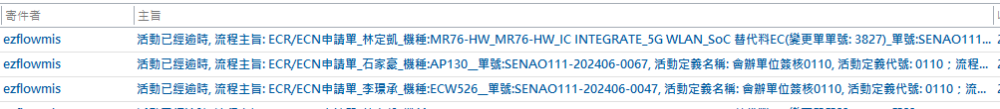 寄件者 主旨
ezflowmis 活動已經逾時, 流程主旨: ECR/ECN申請單_林定凱_機種:MR76-HW_MR76-HW_IC INTEGRATE_5G WLAN_SoC 替代料EC(變更單單號: 3827)_單號:SENAO111...
ezflowmis 活動已經逾時, 流程主旨: ECR/ECN申請單_石家豪_機種:AP130__單號:SENAO111-202406-0067, 活動定義名稱: 會辦單位簽核0110, 活動定義代號: 0110；流程...
ezflowmis 活動已經逾時, 流程主旨: ECR/ECN申請單_李環承_機種:ECW526__單號:SENAO111-202406-0047, 活動定義名稱: 會辦單位簽核0110, 活動定義代號: 0110；流...